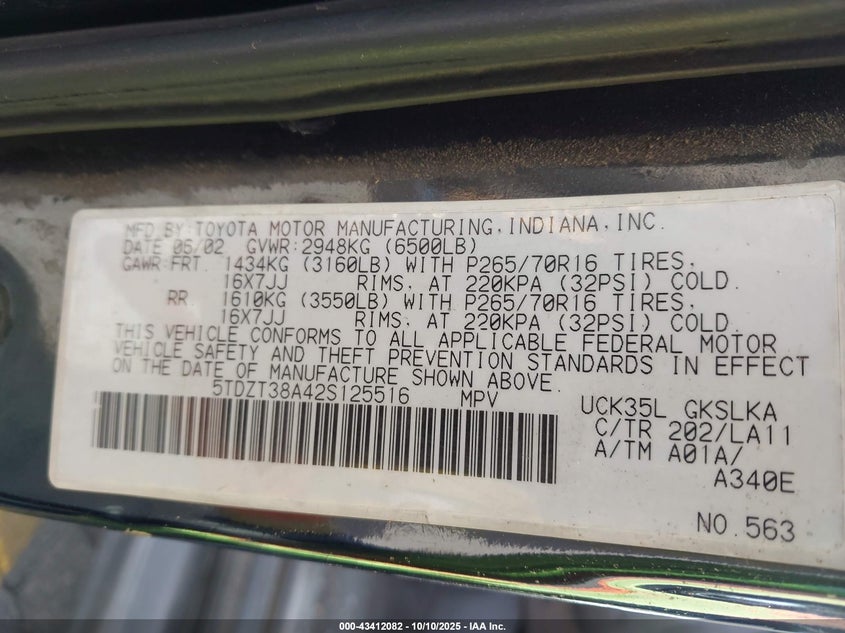 MFD.BY:TOYOTA MOTOR MANUFACTURING,INDIANA,INC.
DATE 06/02 GVWR:2948KG (6500LB)
GAWR:FRT. 1434KG (3160LB) WITH P265/70R16 TIRES,
16X7JJ RIMS, AT 220KPA (32PSI) COLD.
RR. 1610KG (3550LB) WITH P265/70R16 TIRES,
16X7JJ RIMS, AT 220KPA (32PSI) COLD.
THIS VEHICLE CONFORMS TO ALL APPLICABLE FEDERAL MOTOR
VEHICLE SAFETY AND THEFT PREVENTION STANDARDS IN EFFECT
ON THE DATE OF MANUFACTURE SHOWN ABOVE.
5TDZT38A42S125516 MPV
UCK35L GKSLKA
C/TR 202/LA11
A/TM A01A/
A340E
NO.563
000-43412082 - 10/10/2025 - IAA Inc.